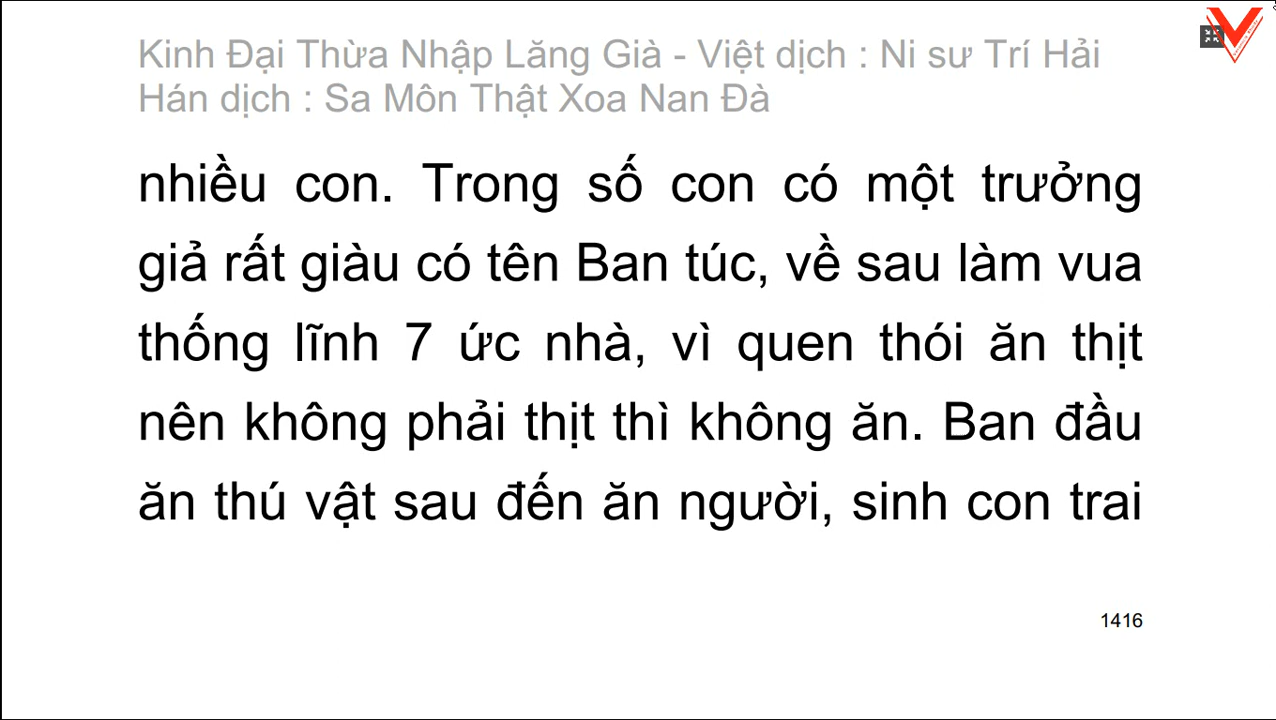 Kinh Đại Thừa Nhập Lăng Già - Việt dịch : Ni sư Trí Hải
Hán dịch : Sa Môn Thật Xoa Nan Đà
nhiều con. Trong số con có một trưởng
giả rất giàu có tên Ban túc, về sau làm vua
thống lĩnh 7 ức nhà, vì quen thói ăn thịt
nên không phải thịt thì không ăn. Ban đầu
ăn thú vật sau đến ăn người, sinh con trai
1416